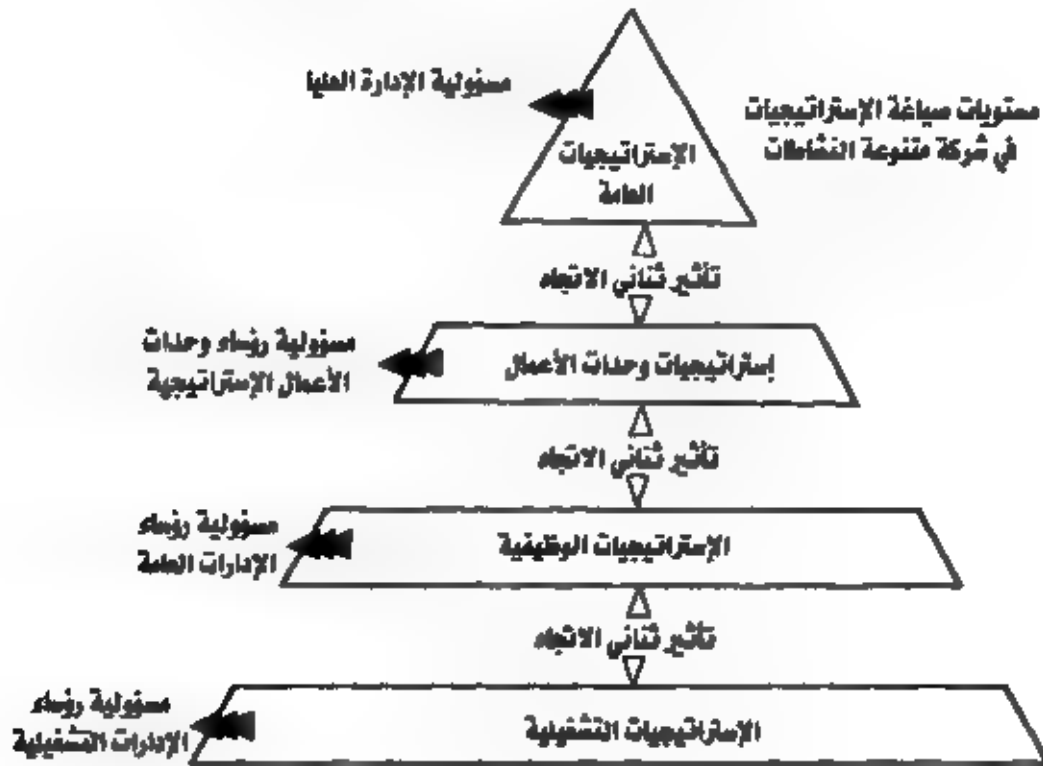 مستويات صياغة الإستراتيجيات
في شركة متنوعة النشاطات
مسؤولية الإدارة العليا
الإستراتيجيات
العامة
تأثير ثنائي الاتجاه
مسؤولية رؤساء وحدات
الأعمال الإستراتيجية
إستراتيجيات وحدات الأعمال
تأثير ثنائي الاتجاه
مسؤولية رؤساء
الإدارات العامة
الإستراتيجيات الوظيفية
تأثير ثنائي الاتجاه
مسؤولية رؤساء
الإدارات التشغيلية
الإستراتيجيات التشغيلية